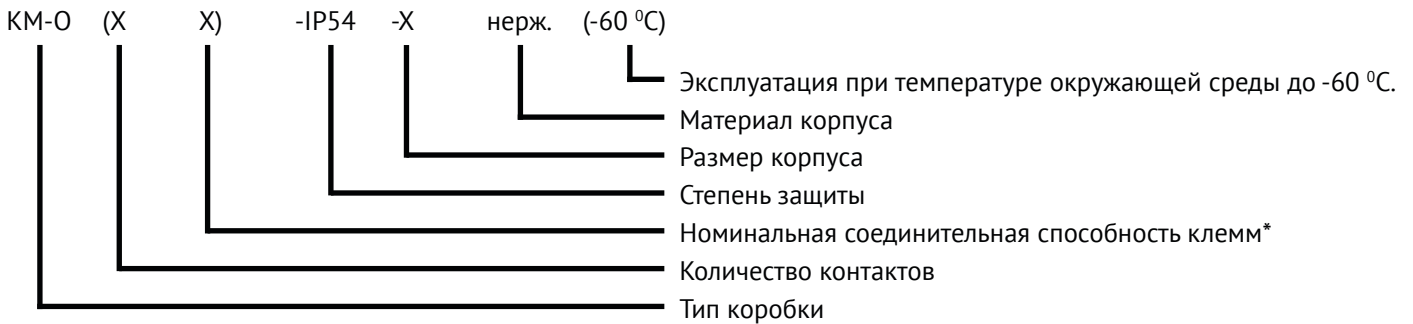 КМ-О (Х Х) -IP54 -Х нерж. (-60 ⁰С)
Эксплуатация при температуре окружающей среды до -60 ⁰С.
Материал корпуса
Размер корпуса
Степень защиты
Номинальная соединительная способность клемм*
Количество контактов
Тип коробки